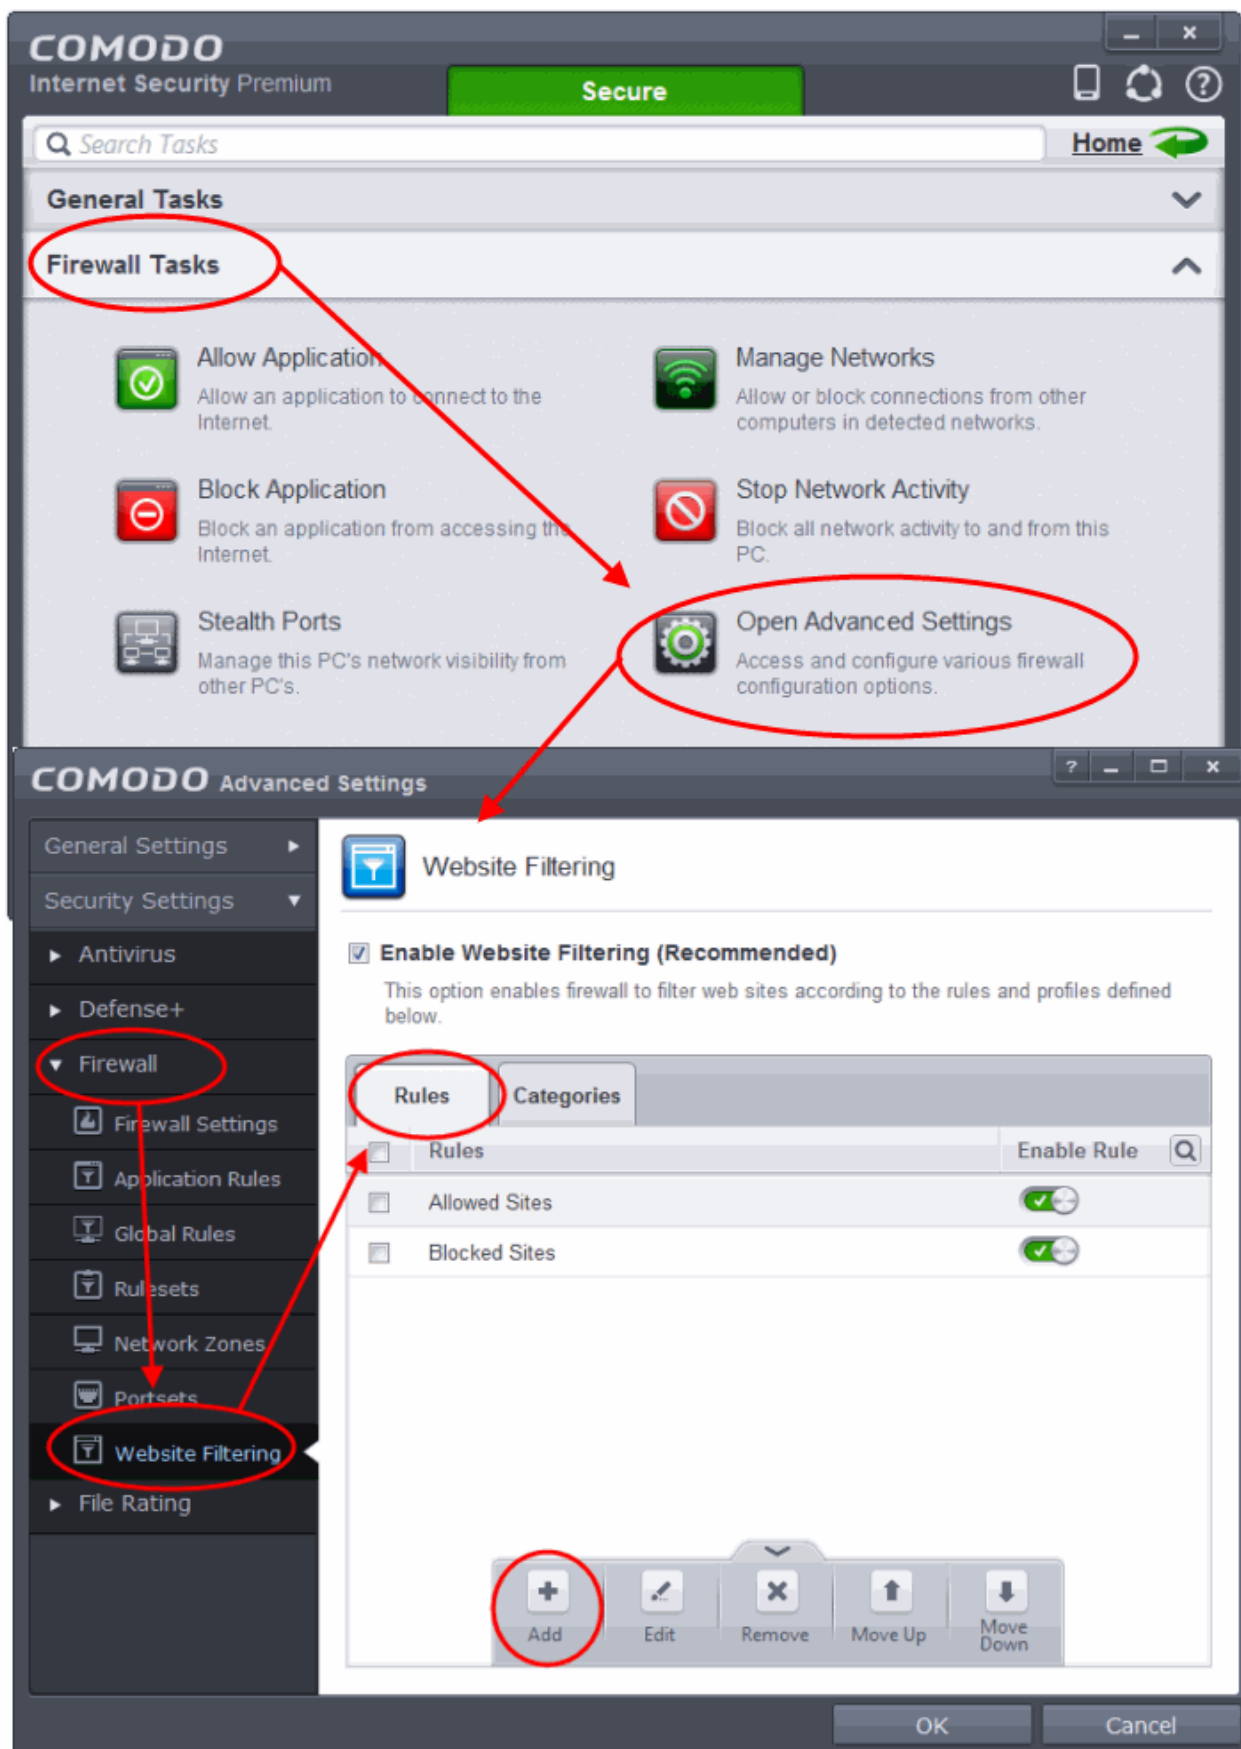 COMODO
Internet Security Premium
Secure
Search Tasks
Home
General Tasks
Firewall Tasks
Allow Application
Allow an application to connect to the
Internet.
Manage Networks
Allow or block connections from other
computers in detected networks.
Block Application
Block an application from accessing the
Internet.
Stop Network Activity
Block all network activity to and from this
PC.
Stealth Ports
Manage this PC's network visibility from
other PC's.
Open Advanced Settings
Access and configure various firewall
configuration options.
COMODO Advanced Settings
General Settings
Security Settings
Antivirus
Defense+
Firewall
Firewall Settings
Application Rules
Global Rules
Rulesets
Network Zones
Portsets
Website Filtering
File Rating
Website Filtering
Enable Website Filtering (Recommended)
This option enables firewall to filter web sites according to the rules and profiles defined
below.
Rules Categories
Rules Enable Rule
Allowed Sites
Blocked Sites
Add Edit Remove Move Up Move
Down
OK Cancel